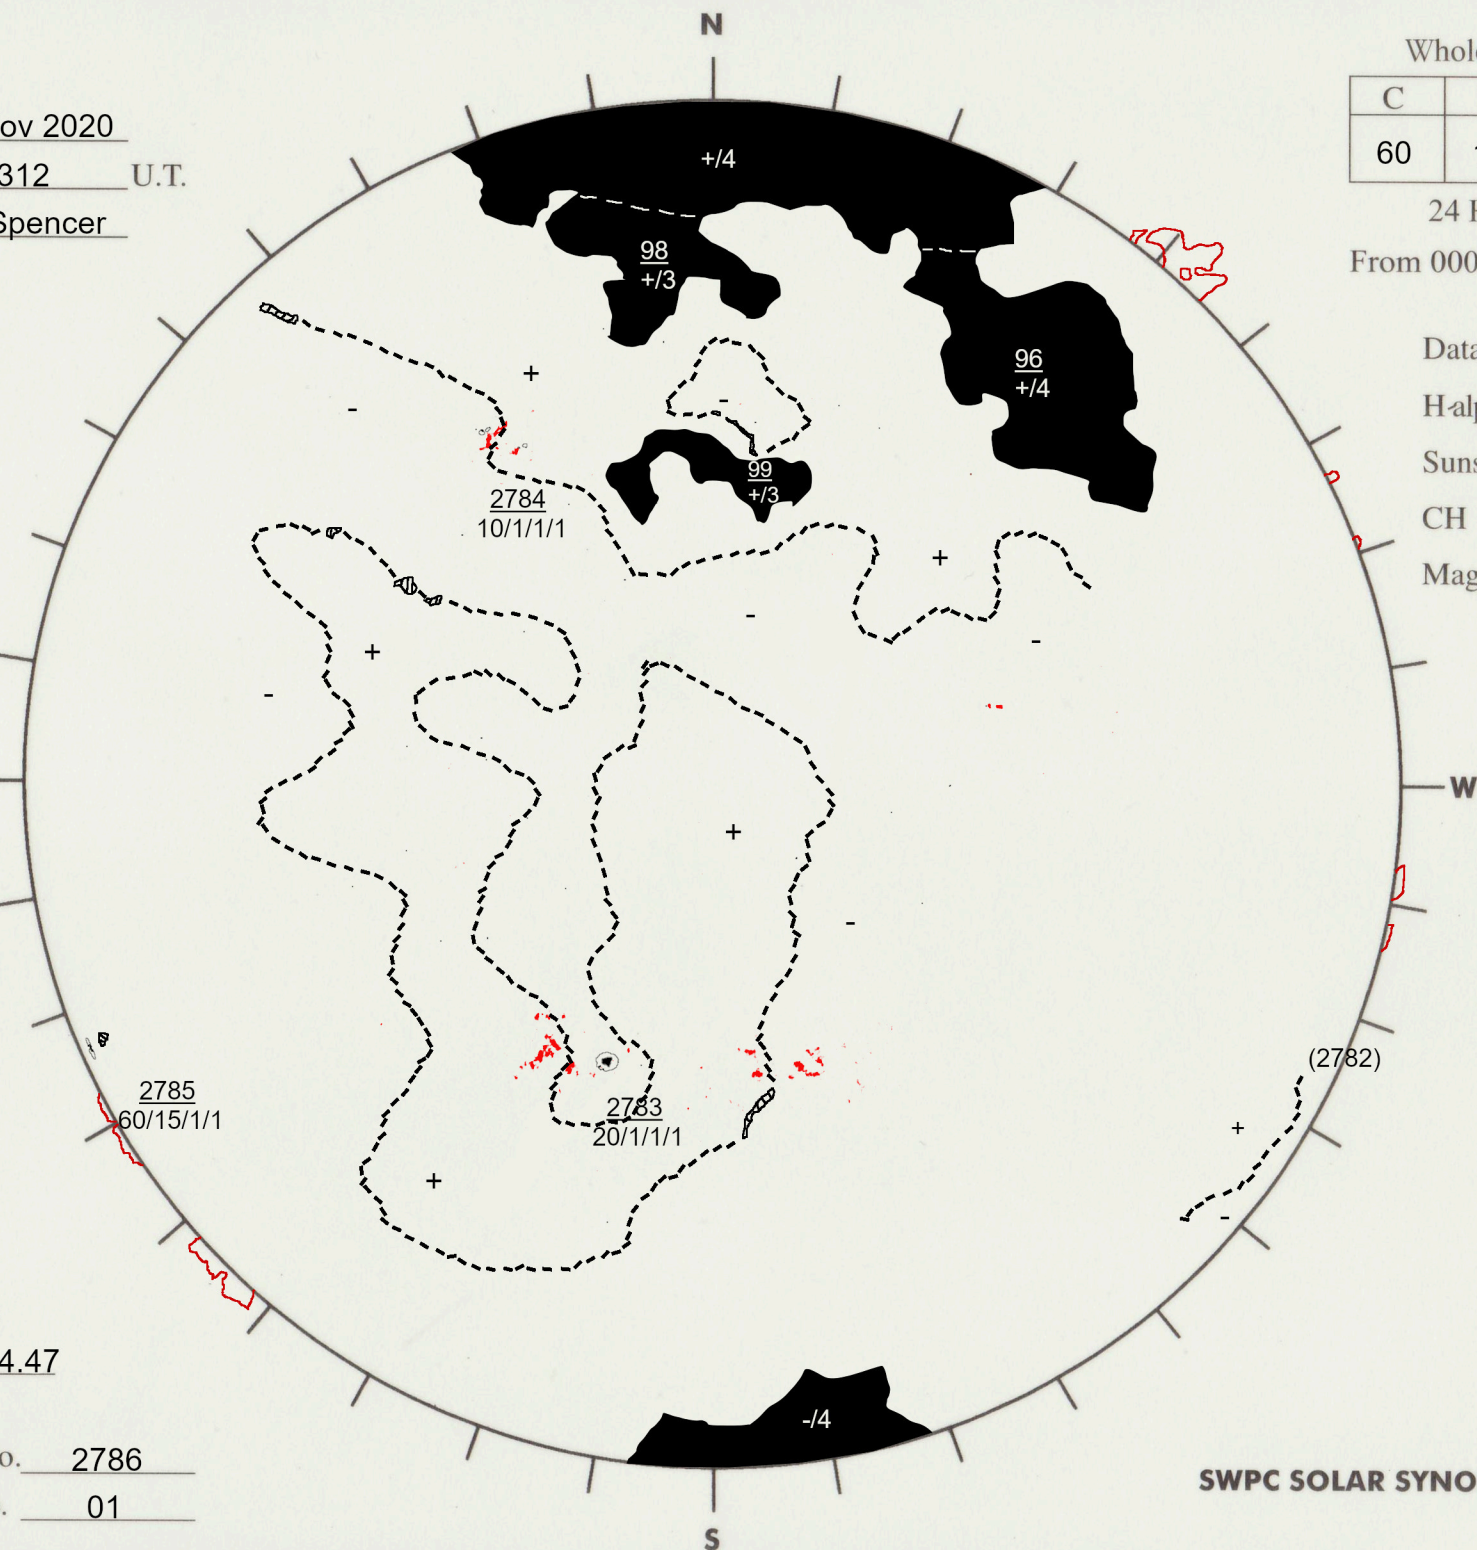 N
Whole
C
60
ov 2020
312 U.T.
Spencer
24 H
From 000
Data
H-alp
Suns
CH
Mag
+/4
98
+/3
96
+/4
99
+/3
+
-
-
+
-
-
+
-
+
-
+
+
-
2784
10/1/1/1
W
(2782)
2785
60/15/1/1
2783
20/1/1/1
-/4
4.47
o. 2786
. 01
SWPC SOLAR SYNO
S